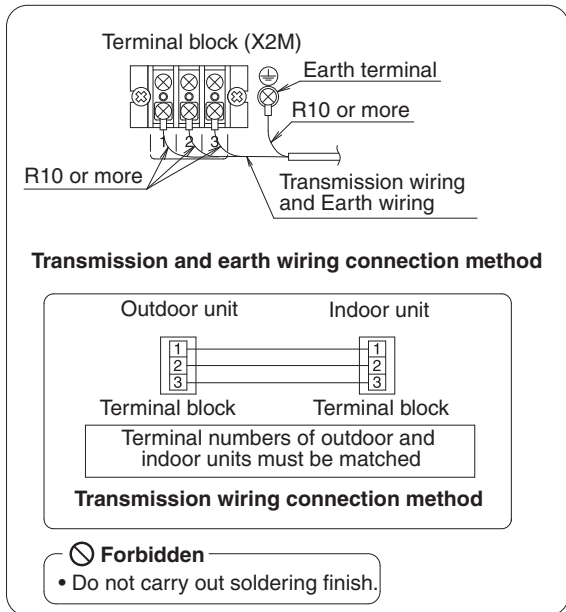 Terminal block (X2M)
Earth terminal
R10 or more
1 2 3
R10 or more
Transmission wiring
and Earth wiring
Transmission and earth wiring connection method
Outdoor unit Indoor unit
1 1
2 2
3 3
Terminal block Terminal block
Terminal numbers of outdoor and
indoor units must be matched
Transmission wiring connection method
Forbidden
• Do not carry out soldering finish.